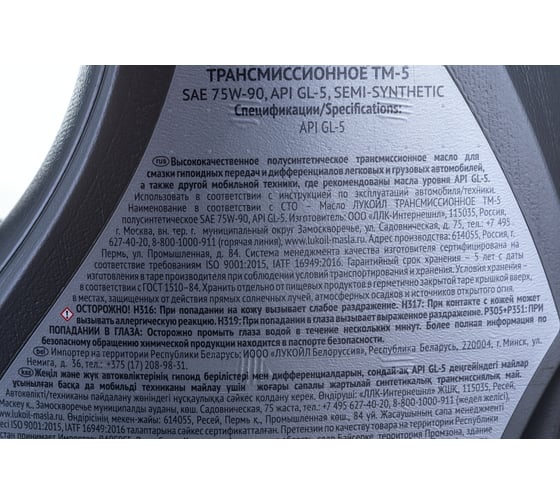 ТРАНСМИССИОННОЕ ТМ-5
SAE 75W-90, API GL-5, SEMI-SYNTHETIC
Спецификации/Specifications:
API GL-5
RUS Высококачественное полусинтетическое трансмиссионное масло для
смазки гипоидных передач и дифференциалов легковых и грузовых автомобилей,
а также другой мобильной техники, где рекомендованы масла уровня API GL-5.
Использовать в соответствии с инструкцией по эксплуатации автомобиля/техники.
Наименование в соответствии с СТО – Масло ЛУКОЙЛ ТРАНСМИССИОННОЕ ТМ-5
полусинтетическое SAE 75W-90, API GL-5. Изготовитель: ООО «ЛЛК-Интернешнл», 115035, Россия,
г. Москва, вн. тер. г. муниципальный округ Замоскворечье, ул. Садовническая, д. 75, тел.: +7 495
627-40-20, 8-800-1000-911 (горячая линия), www.lukoil-masla.ru. Адрес производства: 614055, Россия, г.
Пермь, ул. Промышленная, д. 84. Система менеджмента качества изготовителя сертифицирована на
соответствие требованиям ISO 9001:2015, IATF 16949:2016. Гарантийный срок хранения – 5 лет с даты
изготовления при соблюдении условий транспортирования и хранения. Условия хранения –
в соответствии с ГОСТ 1510-84. Хранить отдельно от пищевых продуктов в герметично закрытой таре крышкой вверх,
в местах, защищенных от действия прямых солнечных лучей, атмосферных осадков и источников огня.
ОСТОРОЖНО! H316: При попадании на кожу вызывает слабое раздражение. H317: При контакте с кожей может
вызывать аллергическую реакцию. H319: При попадании в глаза вызывает выраженное раздражение. P305+P351: ПРИ
ПОПАДАНИИ В ГЛАЗА: Осторожно промыть глаза водой в течение нескольких минут. Более полная информация по
безопасному обращению химической продукции находится в паспорте безопасности.
Импортер на территории Республики Беларусь: ИООО «ЛУКОЙЛ Белоруссия», Республика Беларусь, 220004, г. Минск, ул.
Немига, д. 36, тел.: +375 (17) 208-98-31.
Жеңіл және жүк автокөліктерінің гипоид берілістері мен дифференциалдарын, сондай-ақ API GL-5 деңгейіндегі майлар
ұсынылған басқа да мобильді техниканы майлау үшін жоғары сапалы жартылай синтетикалық трансмиссиялық май.
Автокөлікті/техниканы пайдалану жөніндегі нұсқаулыққа сәйкес қолдану керек. Өндіруші: «ЛЛК-Интернешнл» ЖШҚ, 115035, Ресей,
Мәскеу қ., Замоскворечье муниципалды ауданы, көш. Садовническая, 75 жаста, тел.: +7 495 627-40-20, 8-800-1000-911 (жедел желісі),
www.lukoil-masla.ru. Өндірілген мекен-жайы: 614055, Ресей, Пермь қ., Промышленная көш., 84 үй. Жасаушының сапа менеджменті
ISO 9001:2015, IATF 16949:2016 талаптарына сәйкес сертификатталған. Претензии по качеству товара на территории Республики